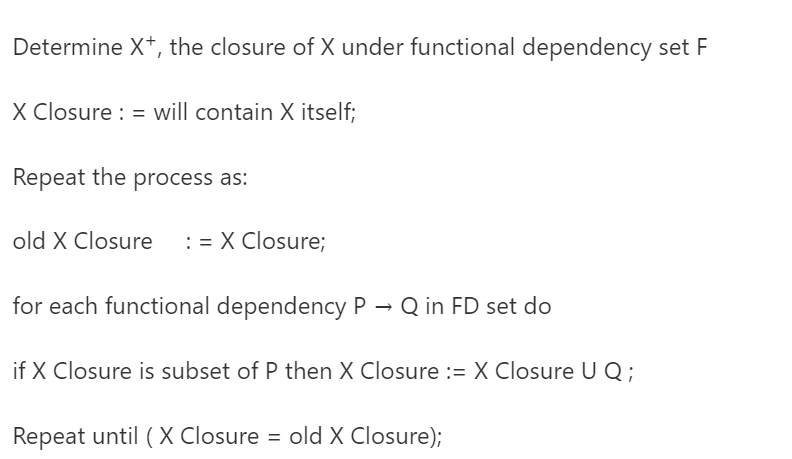 Determine X⁺, the closure of X under functional dependency set F
X Closure : = will contain X itself;
Repeat the process as:
old X Closure : = X Closure;
for each functional dependency P → Q in FD set do
if X Closure is subset of P then X Closure := X Closure U Q ;
Repeat until ( X Closure = old X Closure);